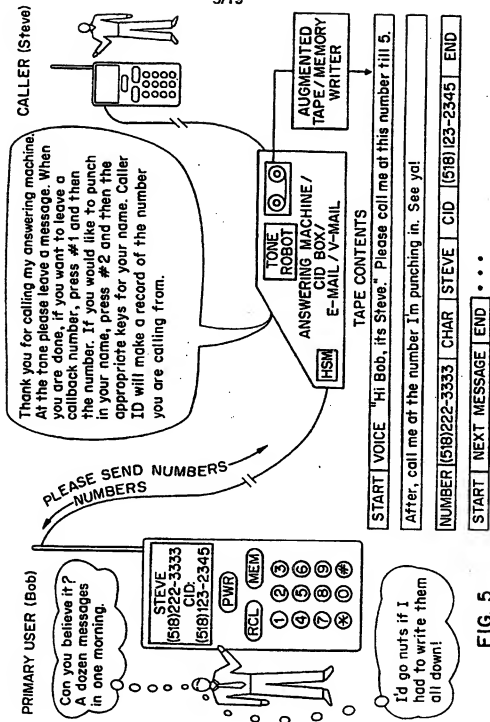 5/19
CALLER (Steve)
Thank you for calling my answering machine.
At the tone please leave a message. When
you are done, if you want to leave a
callback number, press #1 and then
the number. If you would like to punch
in your name, press #2 and then the
appropriate keys for your name. Caller
ID will make a record of the number
you are calling from.
PRIMARY USER (Bob)
Can you believe it?
A dozen messages
in one morning.
PLEASE SEND NUMBERS
NUMBERS
STEVE
(518)222-3333
CID:
(518)123-2345
PWR
RCL
MEM
1 2 3
4 5 6
7 8 9
* 0 #
I'd go nuts if I
had to write them
all down!
HSM
TONE
ROBOT
ANSWERING MACHINE/
CID BOX/
E-MAIL / V-MAIL
AUGMENTED
TAPE/MEMORY
WRITER
TAPE CONTENTS
START VOICE "Hi Bob, its Steve." Please call me at this number till 5.
After, call me at the number I'm punching in. See ya!
NUMBER (518)222-3333 CHAR STEVE CID (518)123-2345 END
START NEXT MESSAGE END • • •
FIG. 5